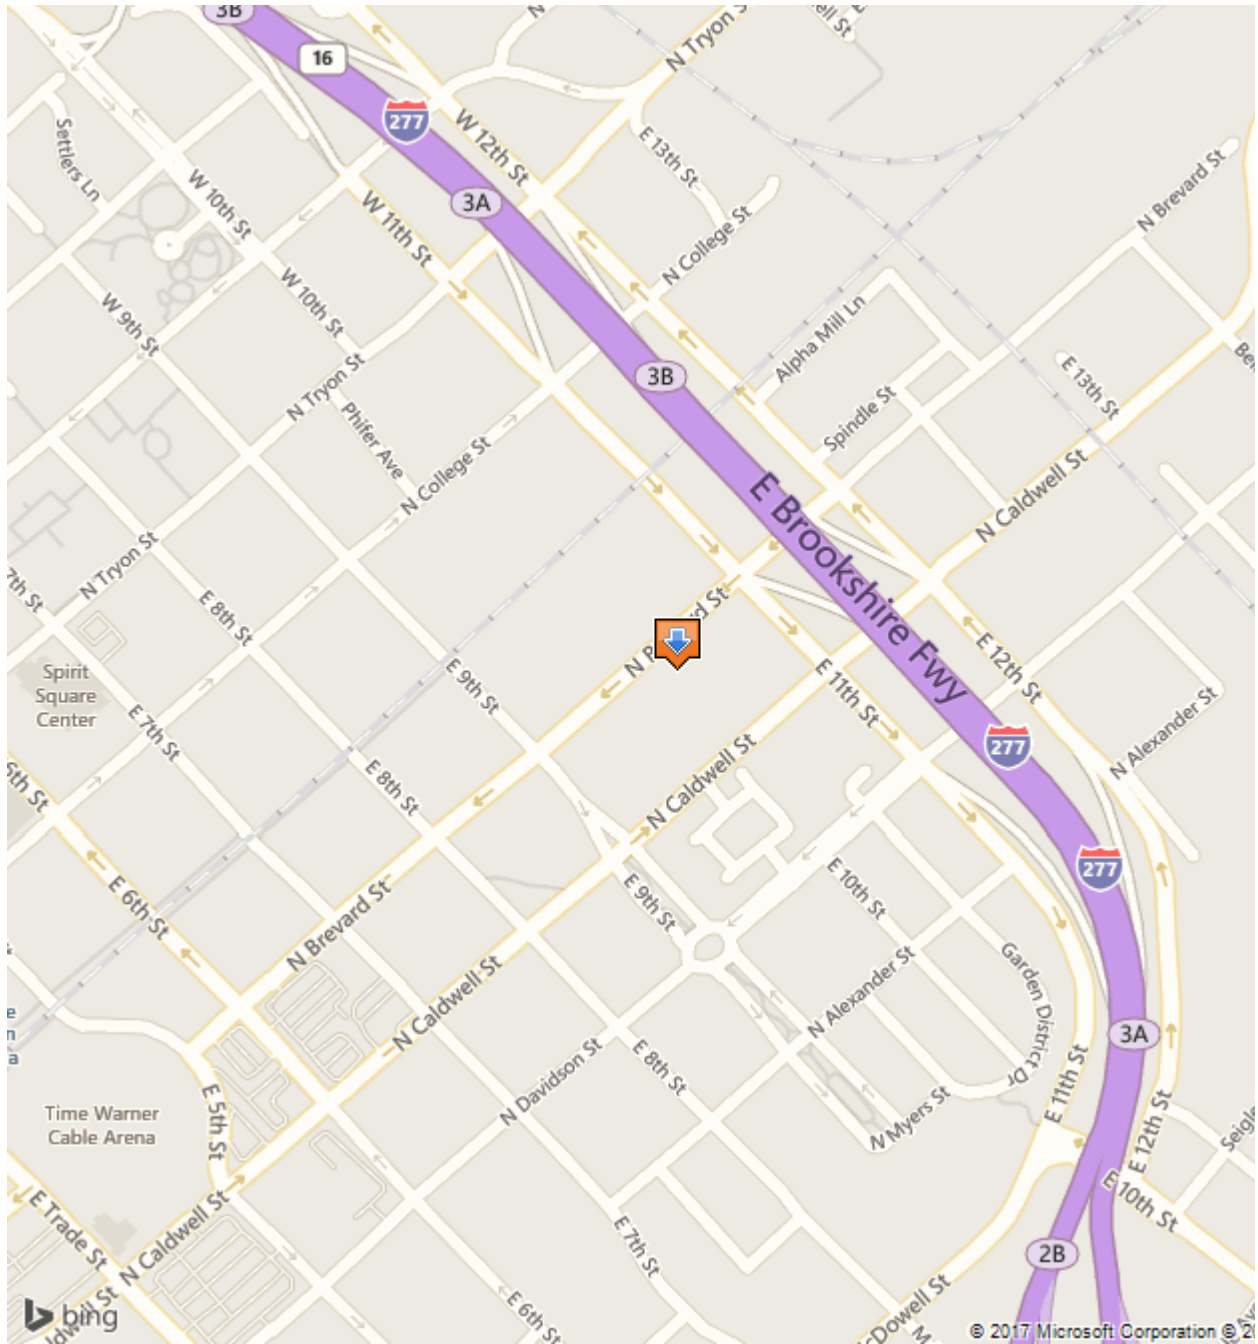 3B
16
277
N Tryon St
W 12th St
E 13th St
Settlers Ln
W 10th St
3A
W 11th St
N College St
N Brevard St
W 10th St
W 9th St
Alpha Mill Ln
N Tryon St
3B
E 13th St
Phifer Ave
Spindle St
N College St
N Caldwell St
E Brookshire Fwy
N Tryon St
7th St
E 8th St
E 9th St
E 11th St
E 12th St
Spirit
Square
Center
E 7th St
277
N Alexander St
6th St
E 8th St
N Caldwell St
277
E 6th St
E 9th St
E 10th St
N Brevard St
N Caldwell St
N Alexander St
Garden District Dr
3A
N Davidson St
E 8th St
E 11th St
E 5th St
Time Warner
Cable Arena
N Myers St
E 12th St
E Trade St
N Caldwell St
E 10th St
E 7th St
2B
E 6th St
bing
© 2017 Microsoft Corporation ©